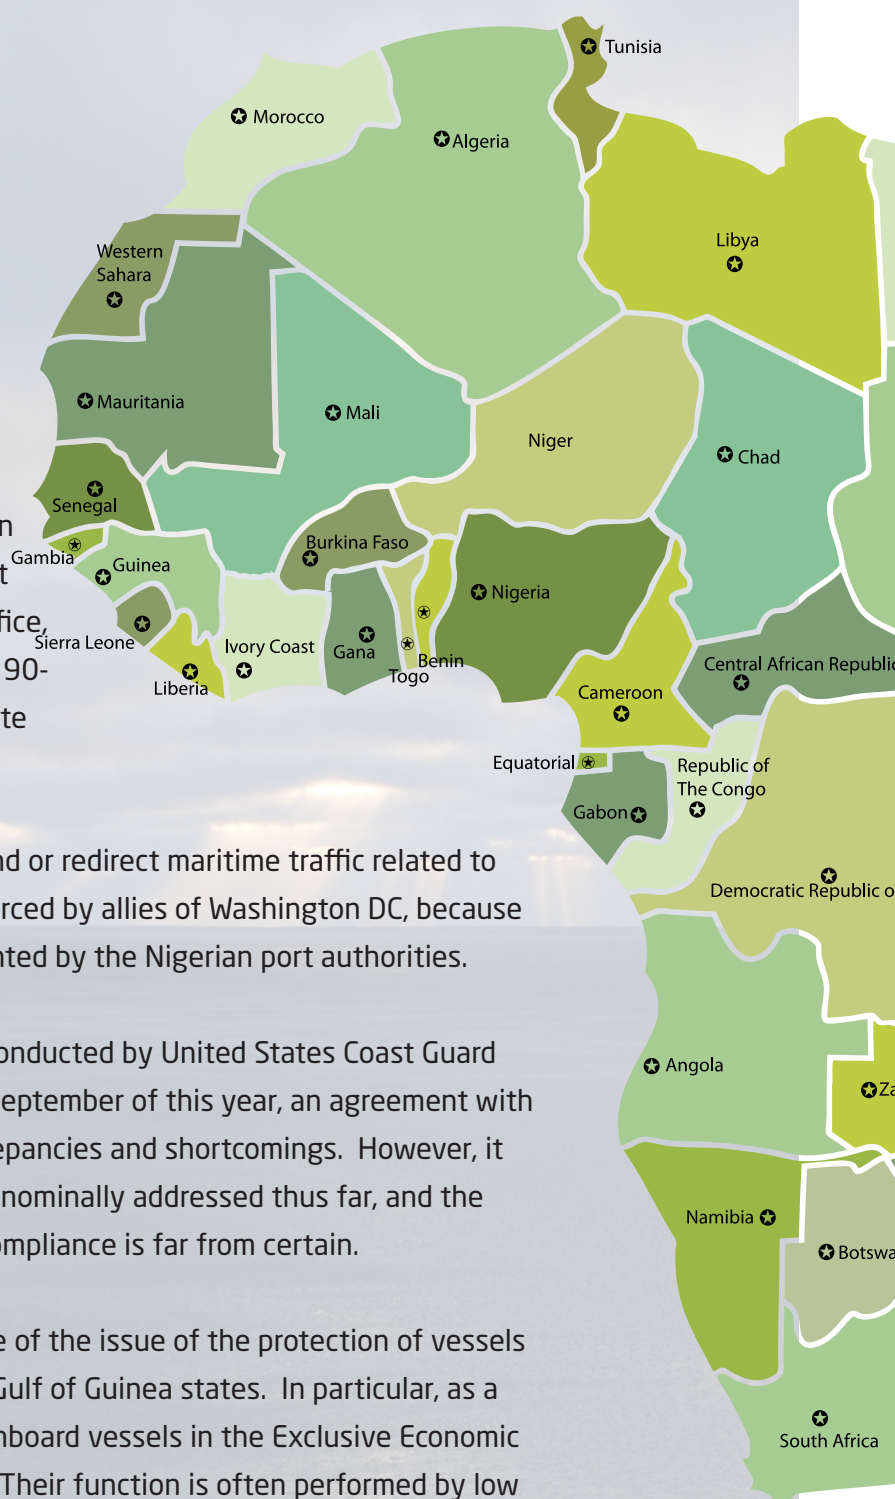 Tunisia
Morocco
Algeria
Libya
Western
Sahara
Mauritania
Mali
Niger
Chad
Senegal
Gambia
Guinea
Burkina Faso
Nigeria
Sierra Leone
Ivory Coast
Gana
Benin
Togo
Liberia
Central African Republic
Cameroon
Equatorial
Republic of
The Congo
Gabon
Democratic Republic o
Angola
Za
Namibia
Botswa
South Africa
n
t
fice,
90-
te
nd or redirect maritime traffic related to
rced by allies of Washington DC, because
nted by the Nigerian port authorities.
onducted by United States Coast Guard
eptember of this year, an agreement with
epancies and shortcomings. However, it
nominally addressed thus far, and the
ompliance is far from certain.
e of the issue of the protection of vessels
Gulf of Guinea states. In particular, as a
nboard vessels in the Exclusive Economic
Their function is often performed by low